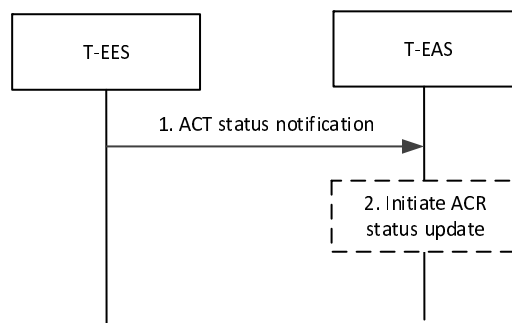 T-EES
T-EAS
1. ACT status notification
2. Initiate ACR
status update